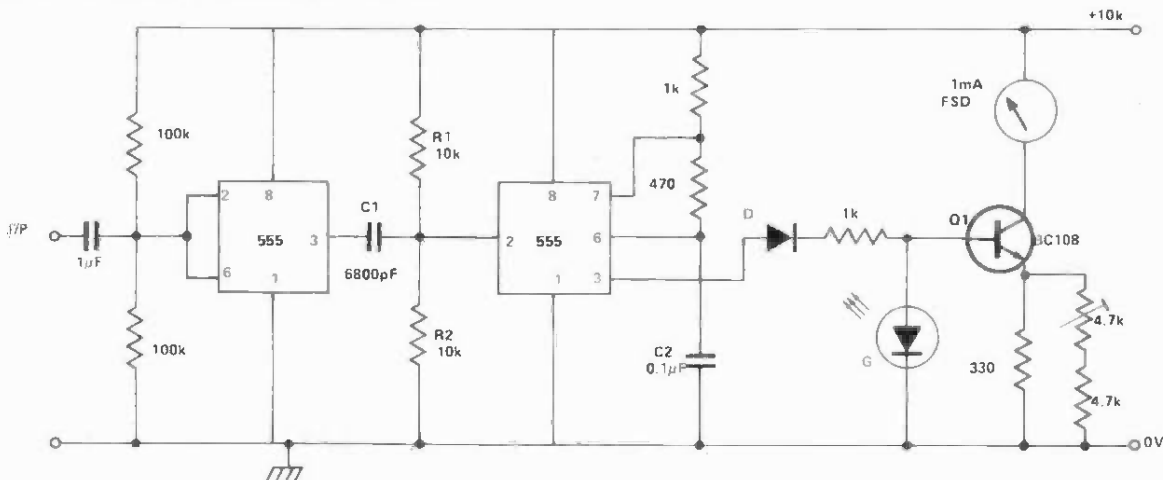 +10k
1k
1mA
FSD
100k
R1
10k
2
8
6
1
555
3
C1
6800pF
I/P
1µF
8
7
2
555
6
1
3
470
D
1k
Q1
BC108
100k
R2
10k
C2
0.1µF
G
330
4.7k
4.7k
0V